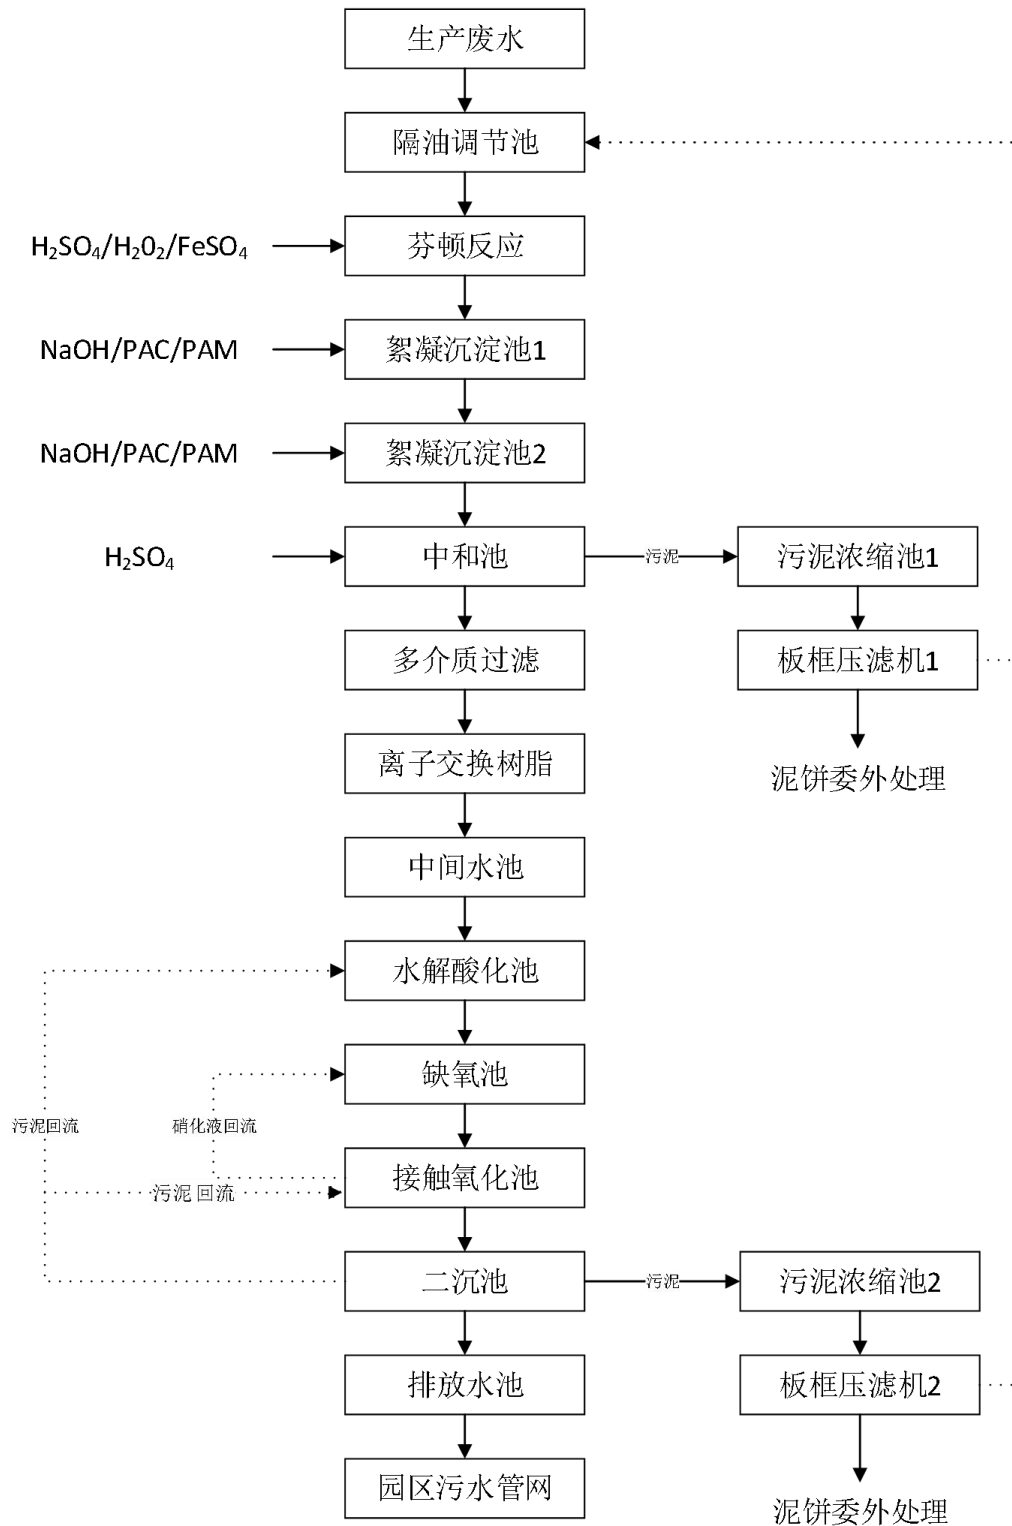 生产废水
隔油调节池
H₂SO₄/H₂0₂/FeSO₄
芬顿反应
NaOH/PAC/PAM
絮凝沉淀池1
NaOH/PAC/PAM
絮凝沉淀池2
H₂SO₄
中和池
污泥
污泥浓缩池1
多介质过滤
板框压滤机1
离子交换树脂
泥饼委外处理
中间水池
水解酸化池
缺氧池
污泥回流
硝化液回流
接触氧化池
污泥回流
二沉池
污泥
污泥浓缩池2
排放水池
板框压滤机2
园区污水管网
泥饼委外处理